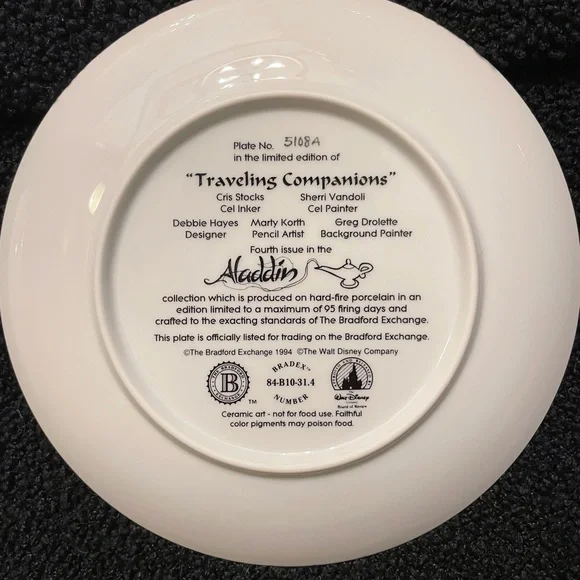 Plate No. 5108A
in the limited edition of
"Traveling Companions"
Cris Stocks Sherri Vandoli
Cel Inker Cel Painter
Debbie Hayes Marty Korth Greg Drolette
Designer Pencil Artist Background Painter
Fourth issue in the
Aladdin
collection which is produced on hard-fire porcelain in an
edition limited to a maximum of 95 firing days and
crafted to the exacting standards of The Bradford Exchange.
This plate is officially listed for trading on the Bradford Exchange.
©The Bradford Exchange 1994 ©The Walt Disney Company
THE BRADFORD EXCHANGE B TM
BRADEX™
84-B10-31.4
NUMBER
Walt Disney
Ceramic art - not for food use. Faithful
color pigments may poison food.